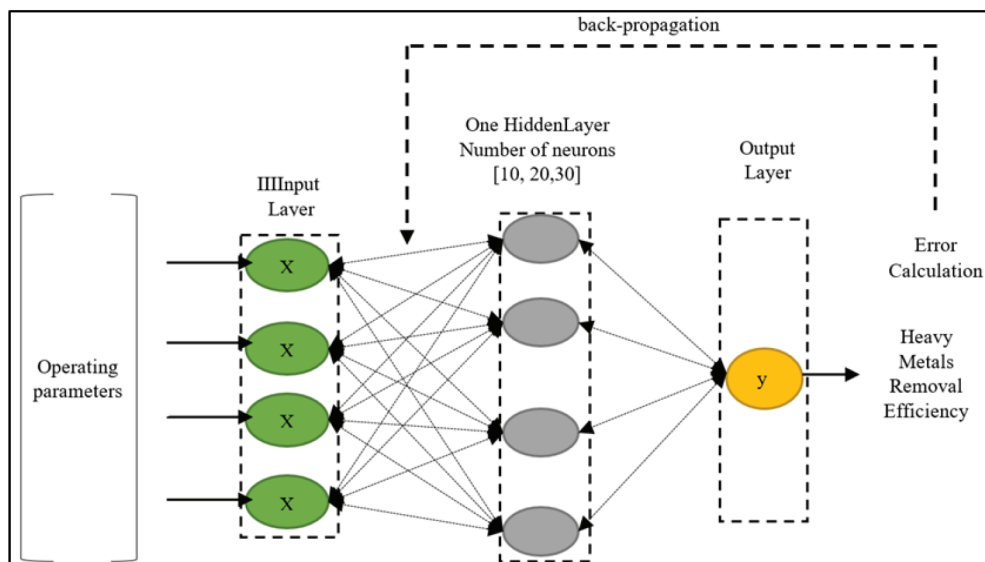 back-propagation
One HiddenLayer
Number of neurons
[10, 20,30]
Output
Layer
IIIInput
Laver
Operating
parameters
X
X
X
X
y
Error
Calculation
Heavy
Metals
Removal
Efficiency